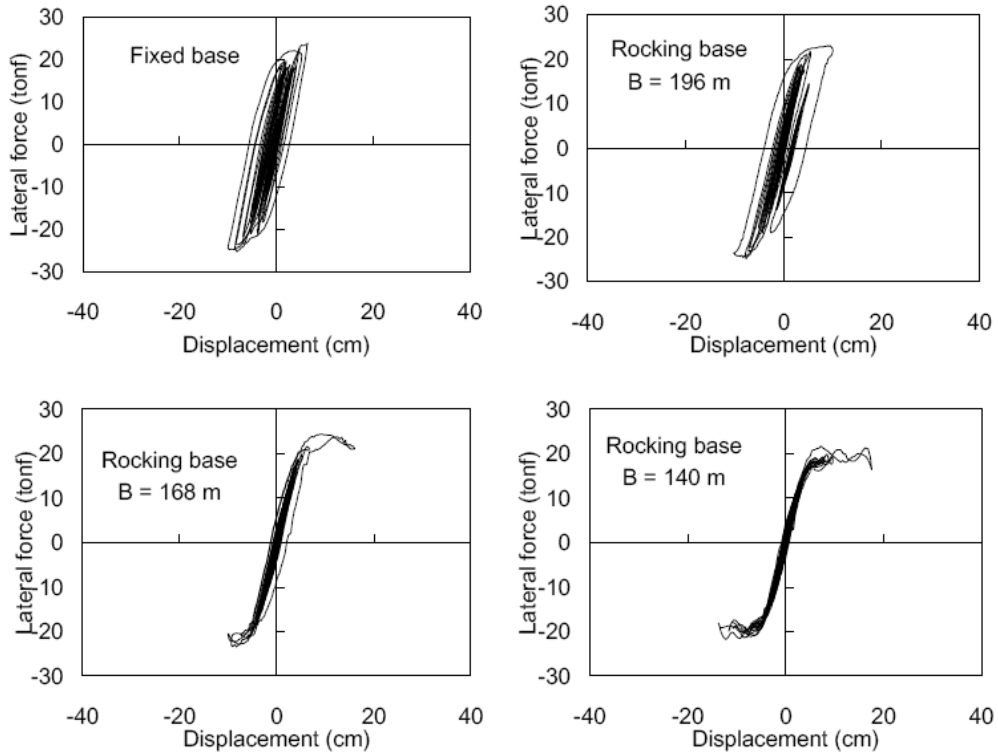 30
20
10
0
-10
-20
-30
Lateral force (tonf)
Fixed base
-40 -20 0 20 40
Displacement (cm)
30
20
10
0
-10
-20
-30
Lateral force (tonf)
Rocking base
B = 196 m
-40 -20 0 20 40
Displacement (cm)
30
20
10
0
-10
-20
-30
Lateral force (tonf)
Rocking base
B = 168 m
-40 -20 0 20 40
Displacement (cm)
30
20
10
0
-10
-20
-30
Lateral force (tonf)
Rocking base
B = 140 m
-40 -20 0 20 40
Displacement (cm)